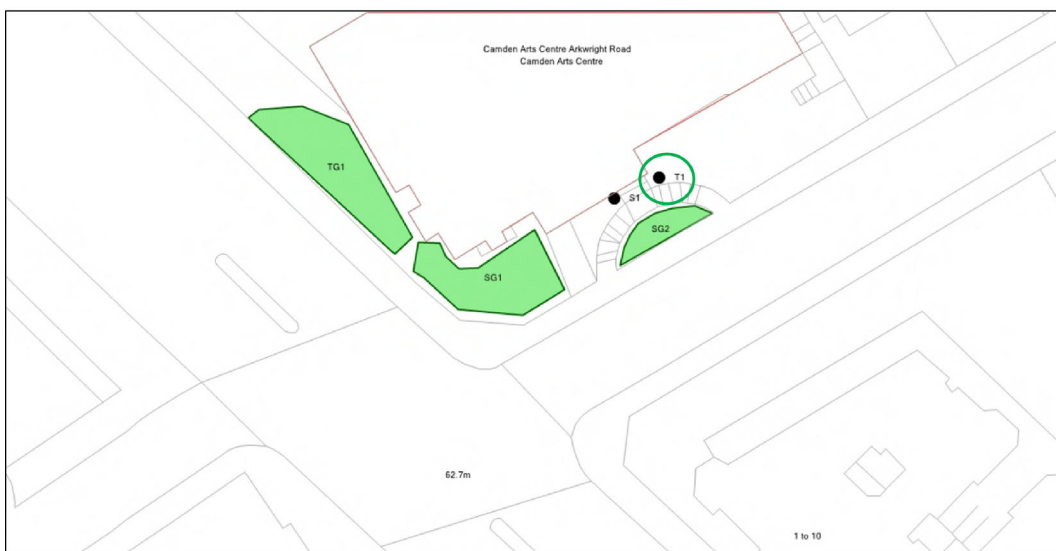 Camden Arts Centre Arkwright Road
Camden Arts Centre
TG1
T1
S1
SG2
SG1
62.7m
1 to 10